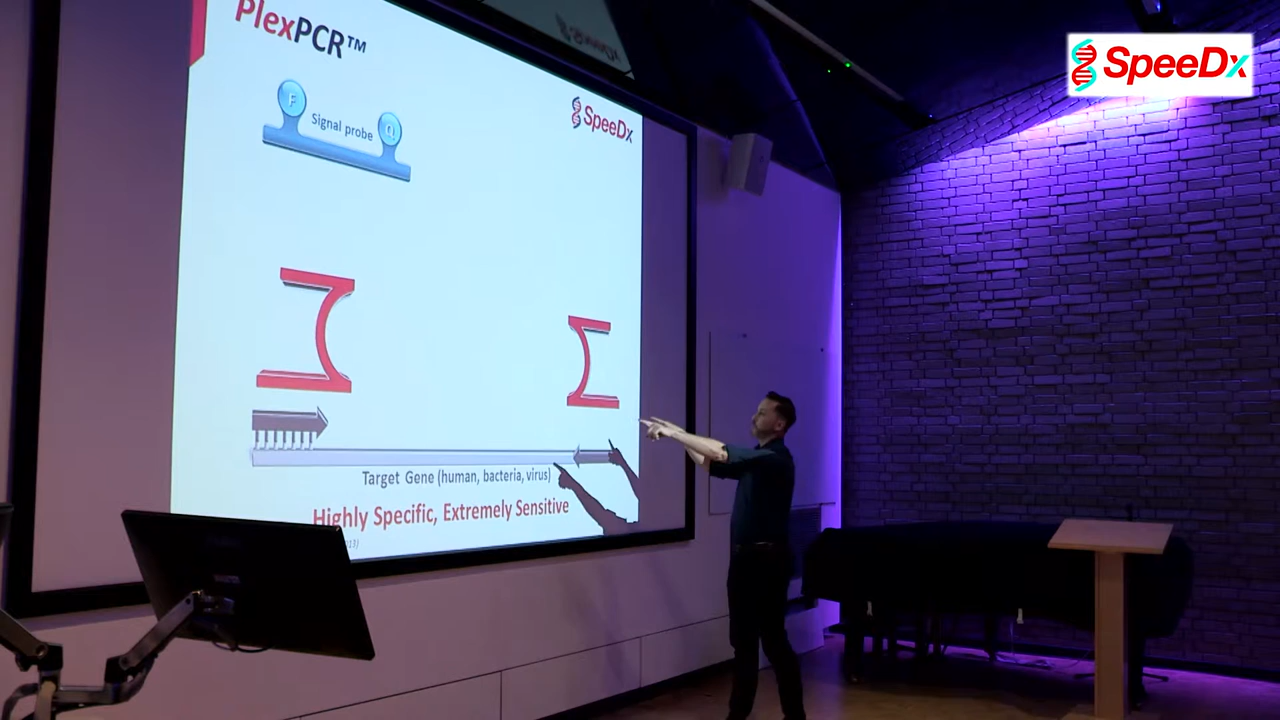 PlexPCR™
SpeeDx
F
Signal probe
Q
SpeeDx
Target Gene (human, bacteria, virus)
Highly Specific, Extremely Sensitive